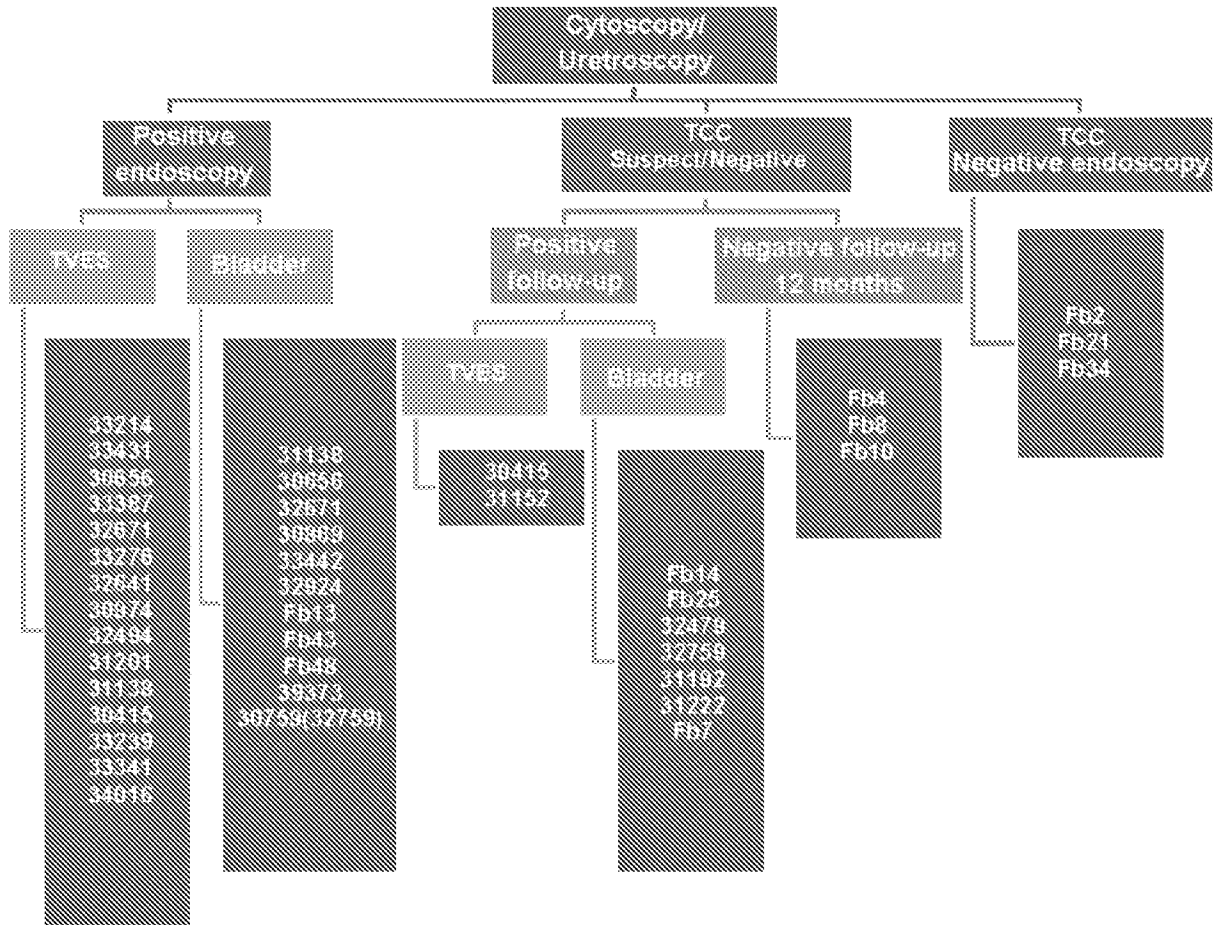 Cytoscopy/
Uretroscopy
Positive
endoscopy
TCC
Suspect/Negative
TCC
Negative endoscopy
TVES
Bladder
Positive
follow-up
Negative follow-up
12 months
TVES
Bladder
33214
33431
30656
33387
32671
33276
32641
30974
32494
31201
31138
30415
33239
33341
34016
31138
30656
32671
30909
33442
32924
Fb13
Fb43
Fb48
39373
30759(32759)
30415
31152
Fb14
Fb25
32479
32759
31192
31222
Fb7
Fb4
Fb8
Fb10
Fb2
Fb21
Fb34